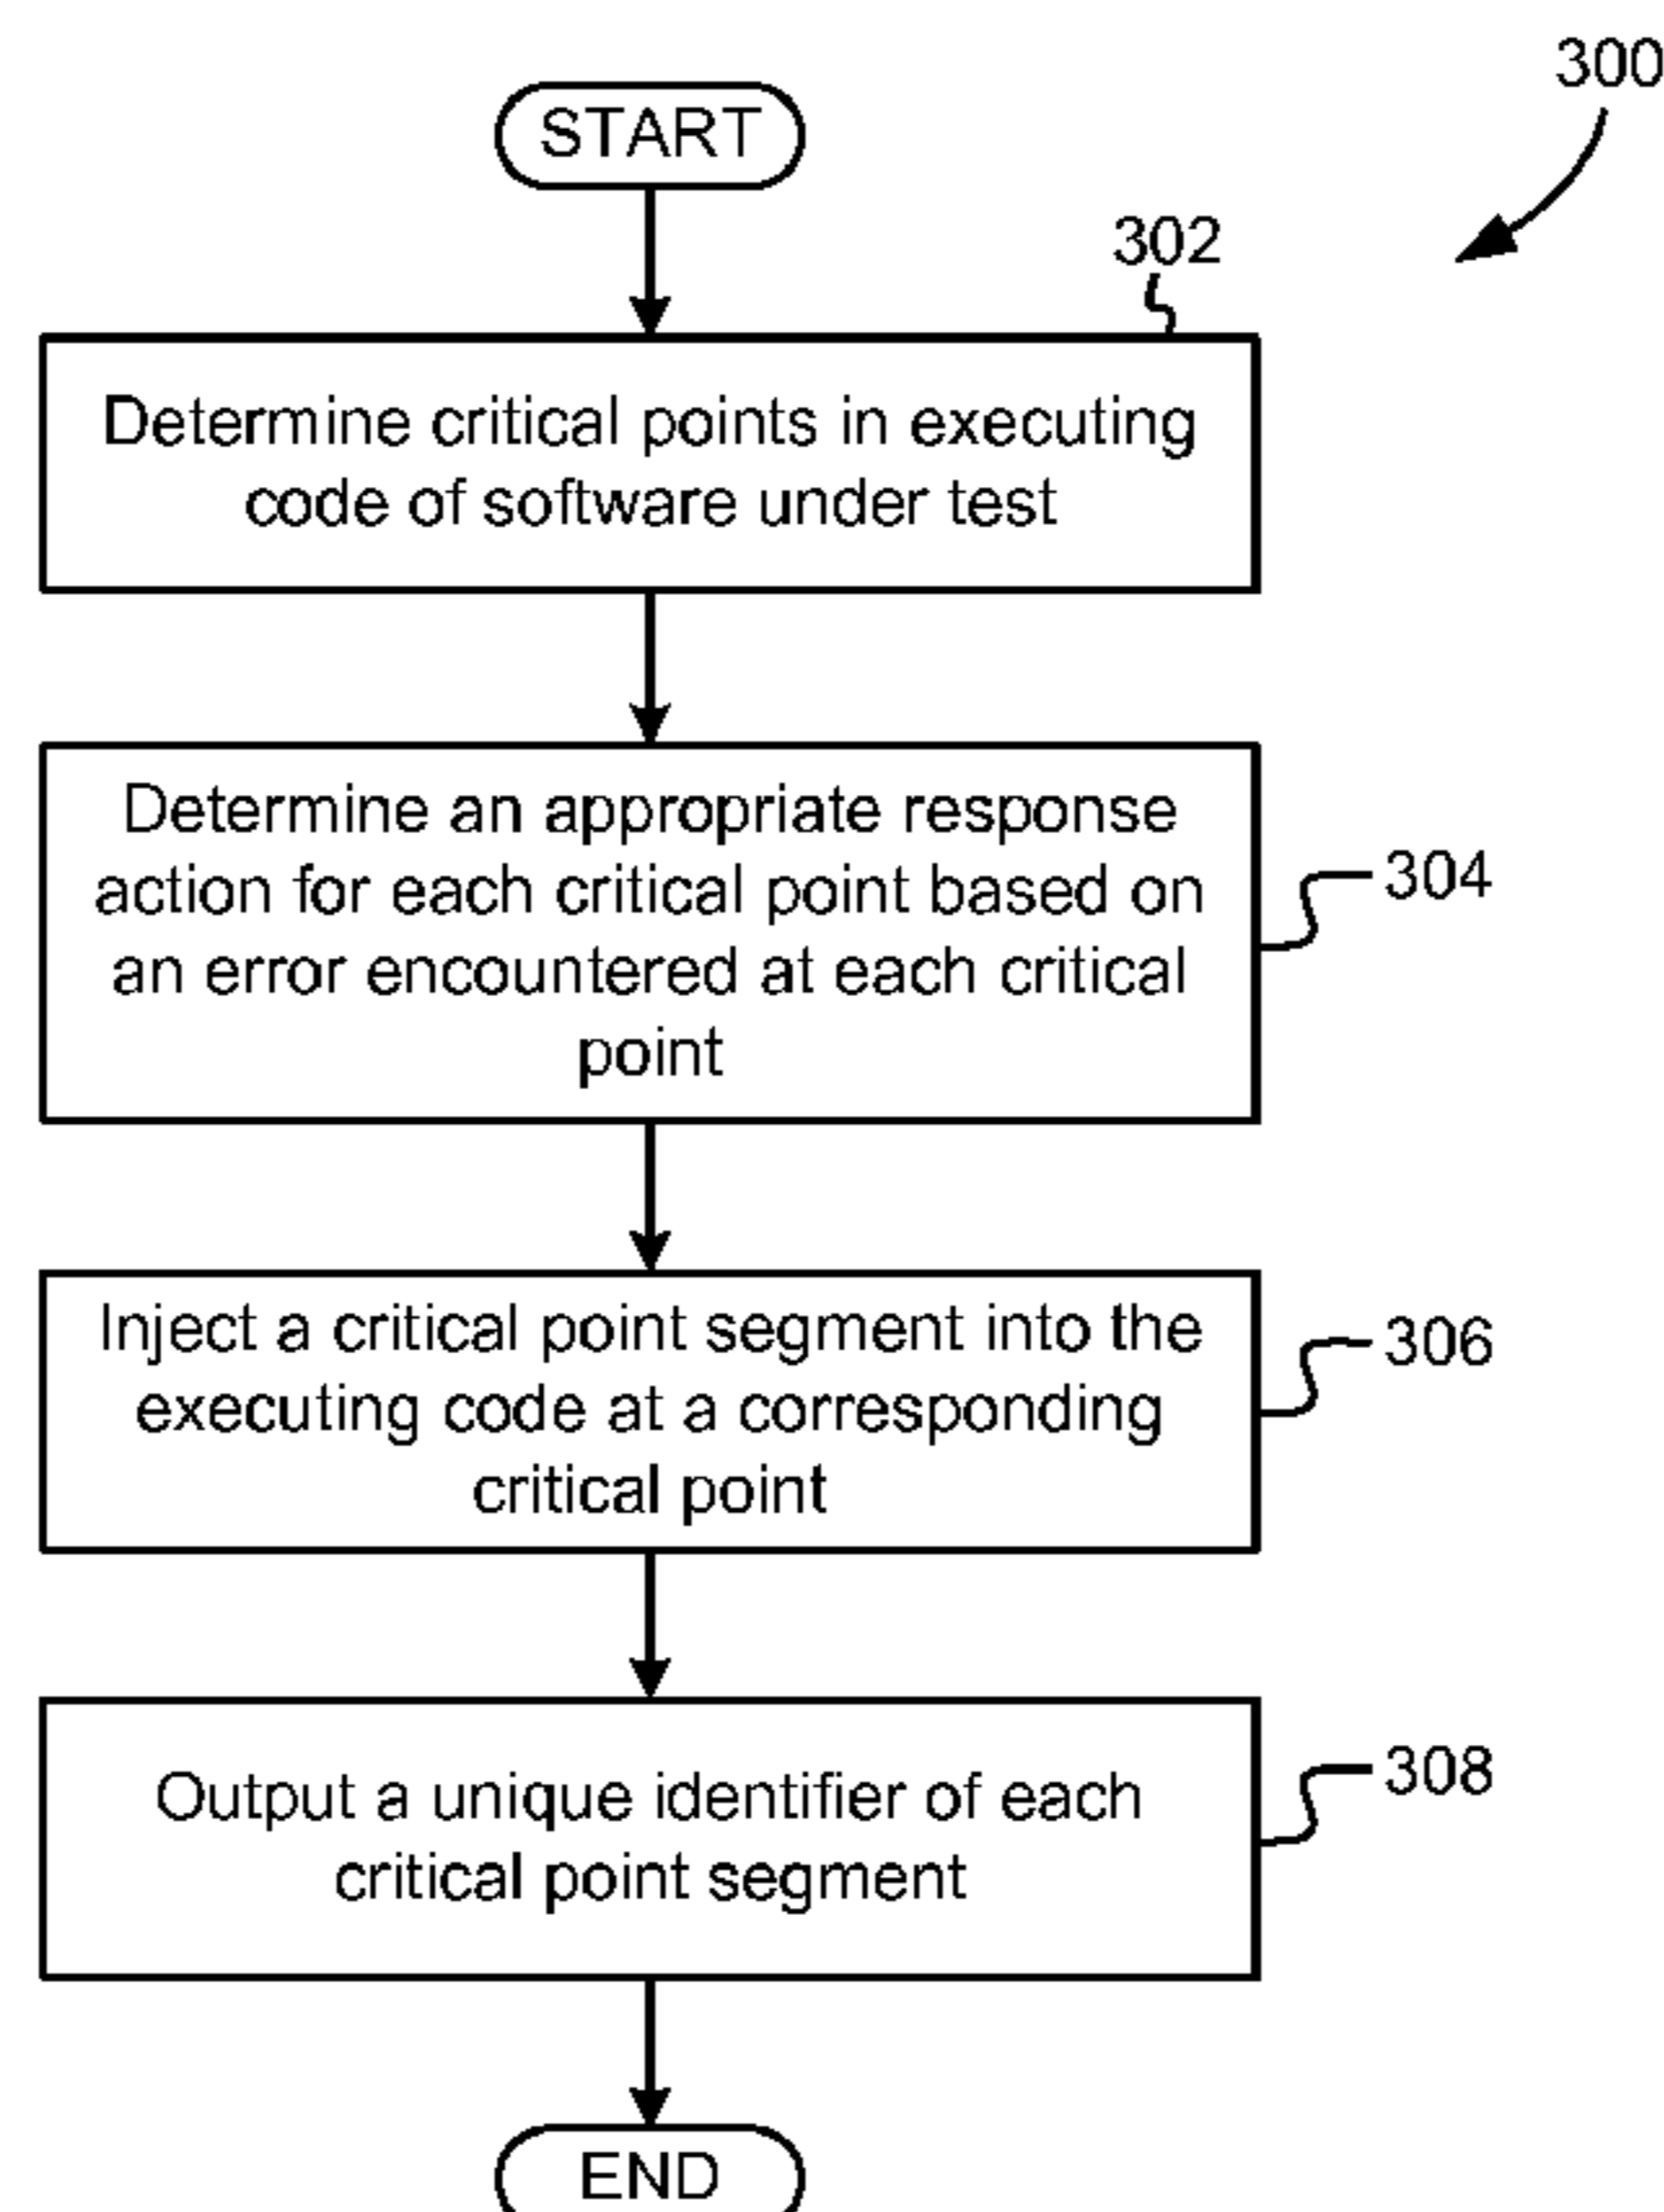 300
START
302
Determine critical points in executing
code of software under test
Determine an appropriate response
action for each critical point based on
an error encountered at each critical
point
304
Inject a critical point segment into the
executing code at a corresponding
critical point
306
Output a unique identifier of each
critical point segment
308
END